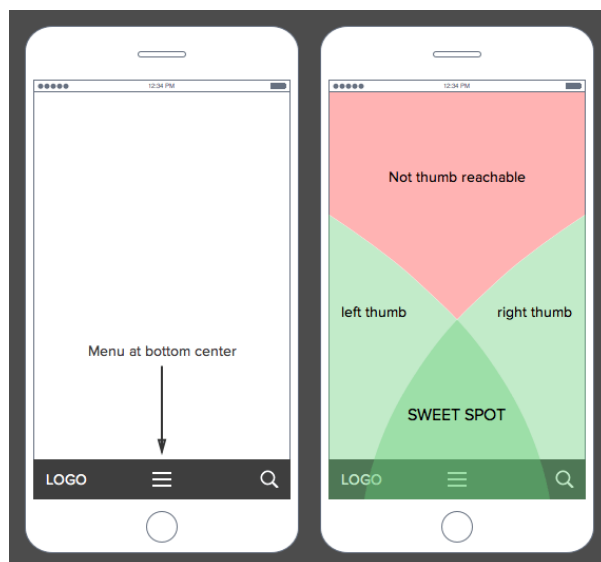 12:34 PM
Menu at bottom center
LOGO
12:34 PM
Not thumb reachable
left thumb
right thumb
SWEET SPOT
LOGO